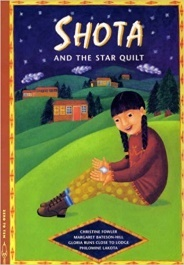 SHOTA
AND THE STAR QUILT
CHRISTINE FOWLER
MARGARET BATESON-HILL
GLORIA RUNS CLOSE TO LODGE
PHILOMINE LAKOTA